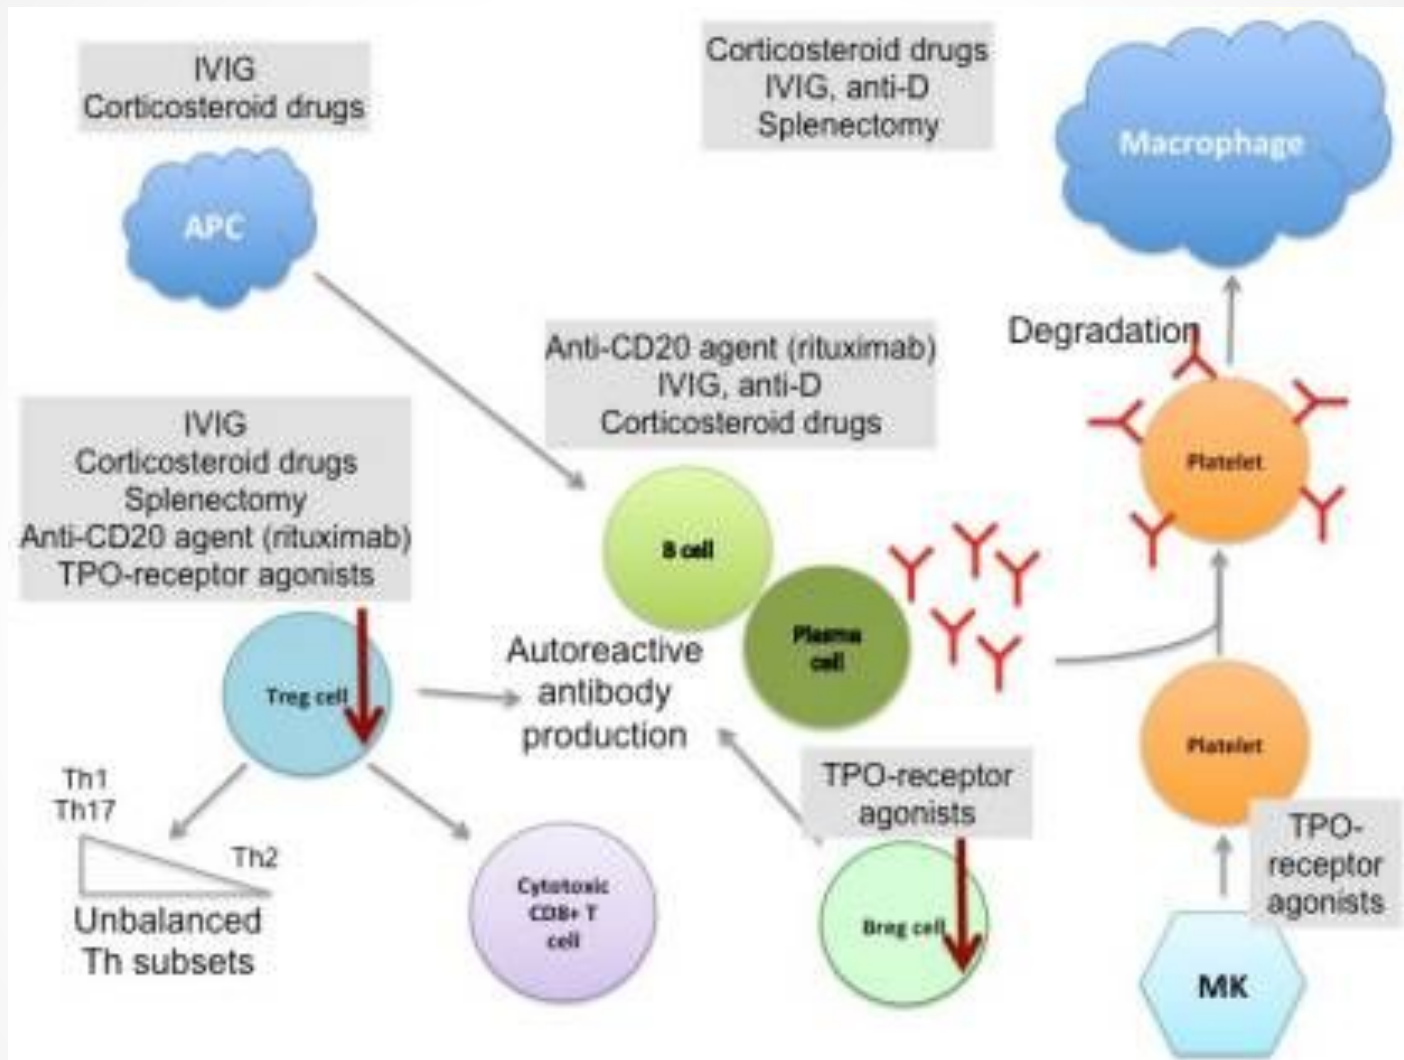 IVIG
Corticosteroid drugs
APC
Corticosteroid drugs
IVIG, anti-D
Splenectomy
Macrophage
Degradation
Anti-CD20 agent (rituximab)
IVIG, anti-D
Corticosteroid drugs
IVIG
Corticosteroid drugs
Splenectomy
Anti-CD20 agent (rituximab)
TPO-receptor agonists
Platelet
B cell
Plasma
cell
Treg cell
Autoreactive
antibody
production
Platelet
Th1
Th17
Th2
Unbalanced
Th subsets
Cytotoxic
CD8+ T
cell
TPO-receptor
agonists
Breg cell
TPO-
receptor
agonists
MK